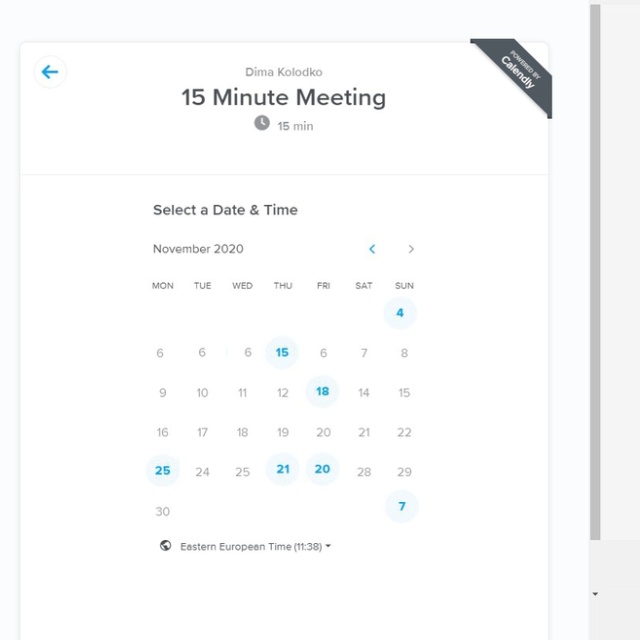 POWERED BY
Calendly
Dima Kolodko
15 Minute Meeting
15 min
Select a Date & Time
November 2020
MON TUE WED THU FRI SAT SUN
4
6 6 6 15 6 7 8
9 10 11 12 18 14 15
16 17 18 19 20 21 22
25 24 25 21 20 28 29
30 7
Eastern European Time (11:38)